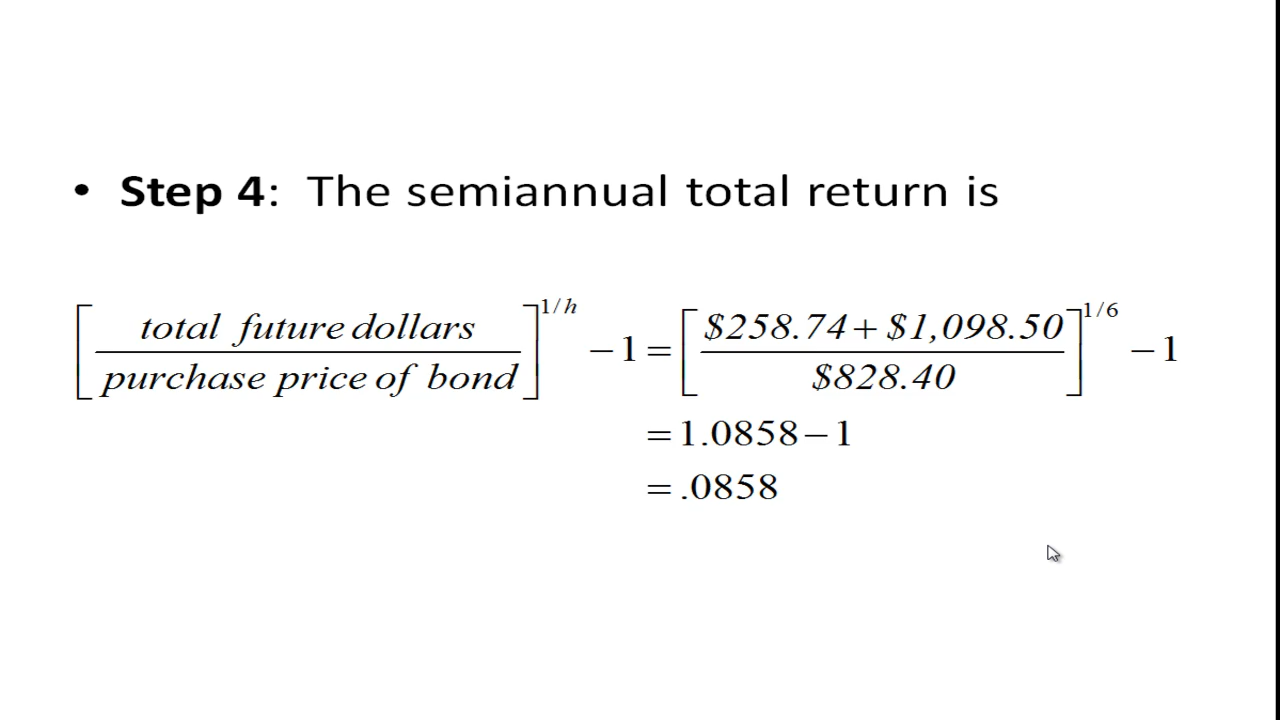 • Step 4: The semiannual total return is
[total future dollars / purchase price of bond]^1/h − 1 = [$258.74 + $1,098.50 / $828.40]^1/6 − 1
= 1.0858 − 1
= .0858